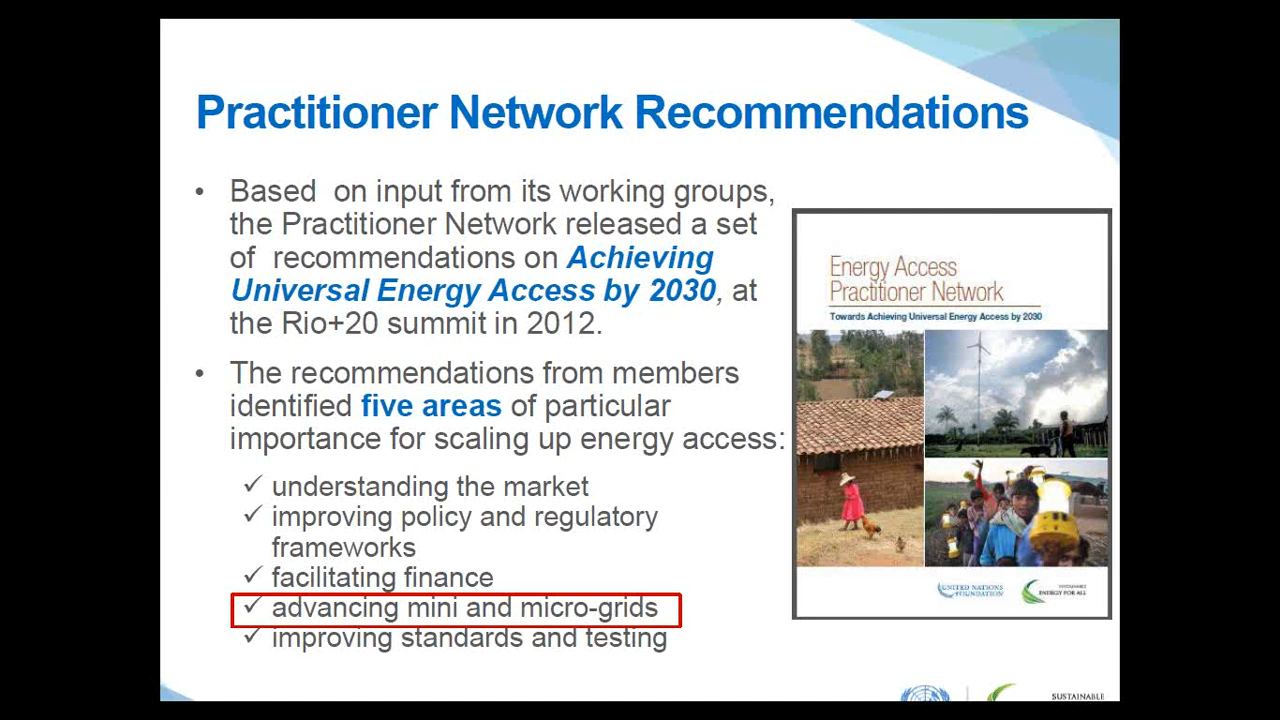 Practitioner Network Recommendations
• Based on input from its working groups,
the Practitioner Network released a set
of recommendations on Achieving
Universal Energy Access by 2030, at
the Rio+20 summit in 2012.
• The recommendations from members
identified five areas of particular
importance for scaling up energy access:
✓ understanding the market
✓ improving policy and regulatory
frameworks
✓ facilitating finance
✓ advancing mini and micro-grids
✓ improving standards and testing
Energy Access
Practitioner Network
Towards Achieving Universal Energy Access by 2030
UNITED NATIONS
FOUNDATION
SUSTAINABLE
ENERGY FOR ALL
SUSTAINABLE